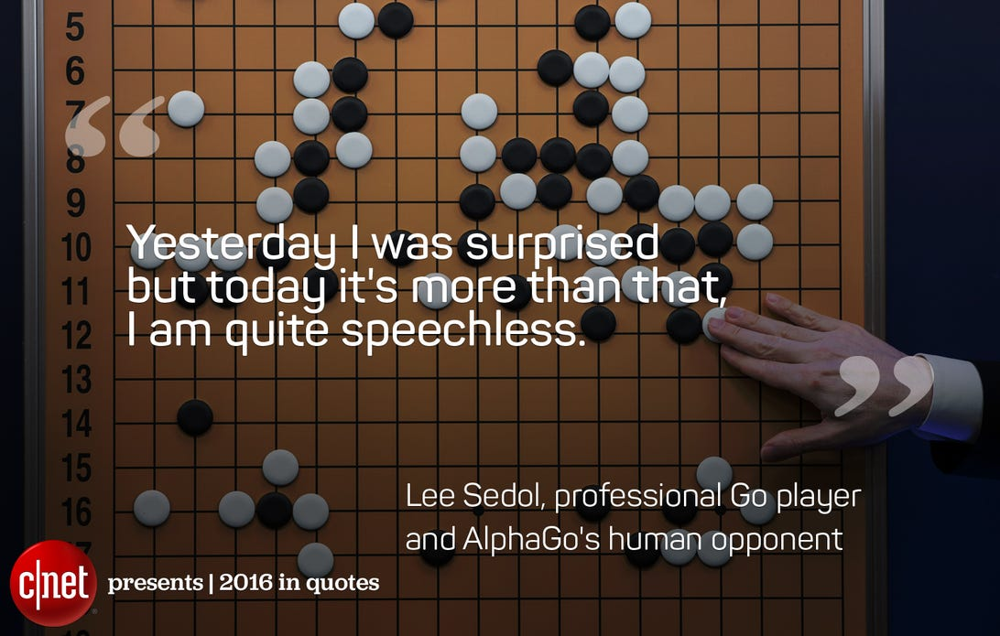 5
6
7
8
9
10
11
12
13
14
15
16
“
Yesterday I was surprised
but today it's more than that,
I am quite speechless.
”
Lee Sedol, professional Go player
and AlphaGo's human opponent
c|net presents | 2016 in quotes